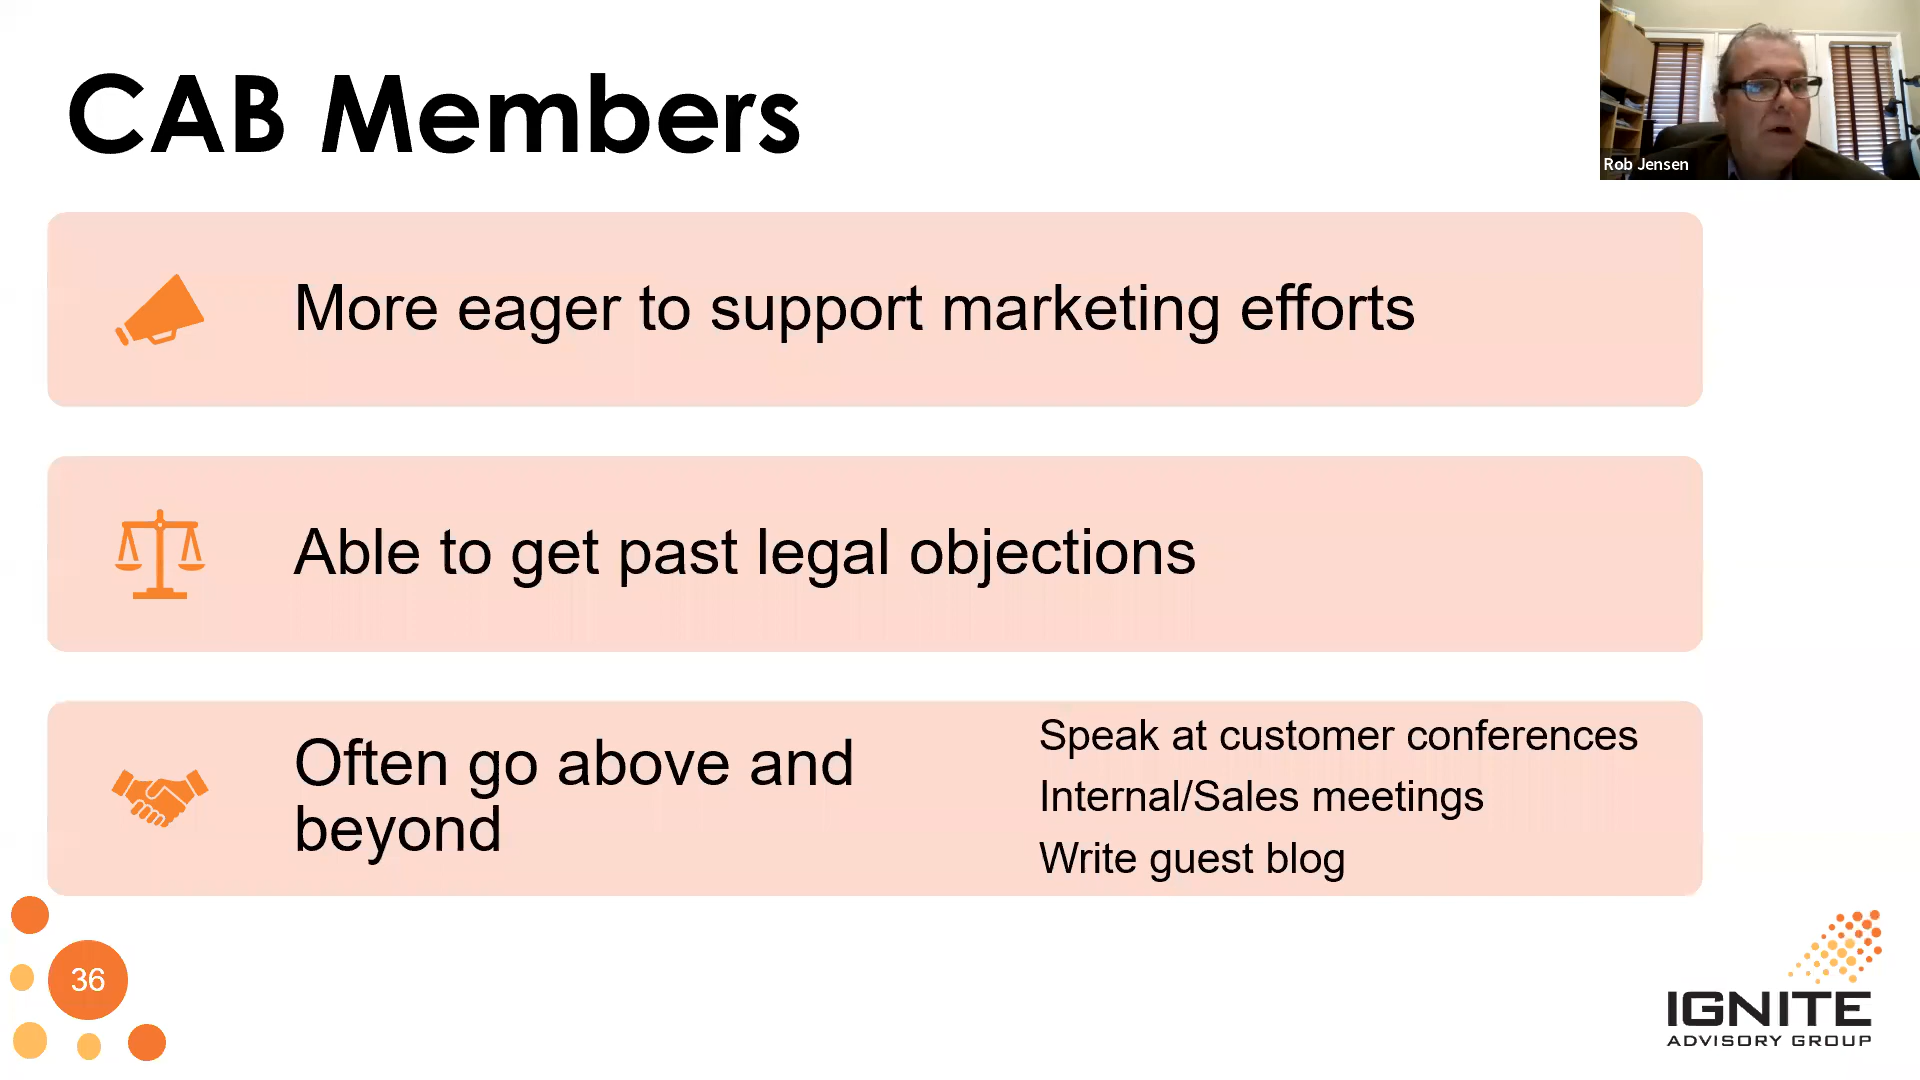 CAB Members
Rob Jensen
More eager to support marketing efforts
Able to get past legal objections
Often go above and
beyond
Speak at customer conferences
Internal/Sales meetings
Write guest blog
36
IGNITE
ADVISORY GROUP